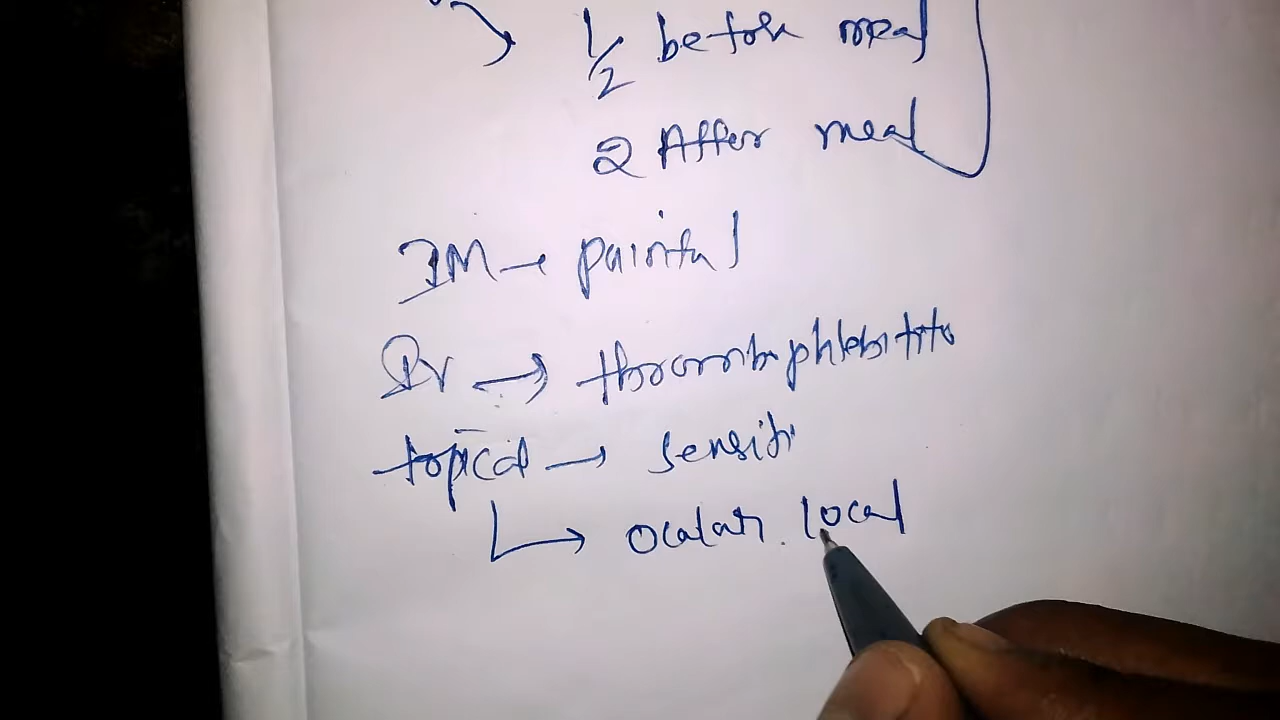 → 1/2 before meal
2 After meal
IM → painful
IV → thrombophlebitis
topical → sensiti
↳ ocular local